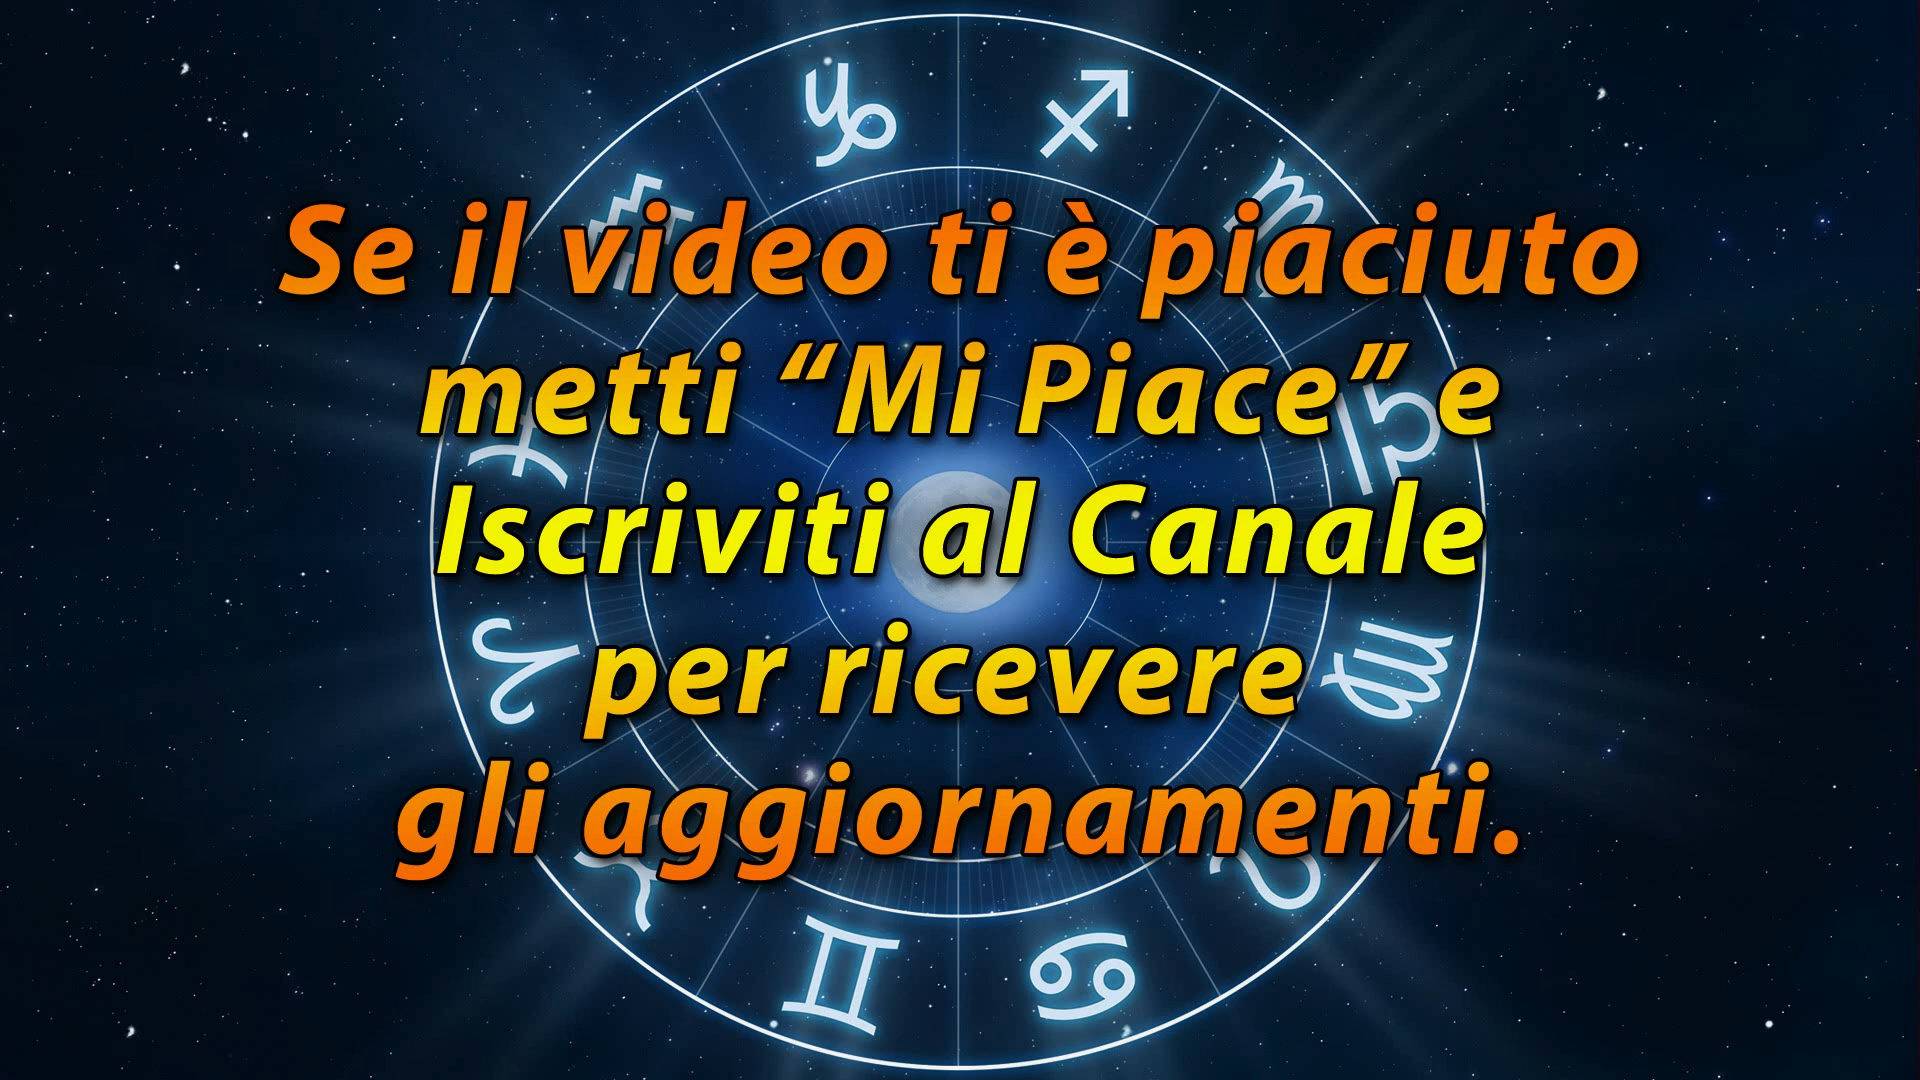 Se il video ti è piaciuto
metti “Mi Piace” e
Iscriviti al Canale
per ricevere
gli aggiornamenti.